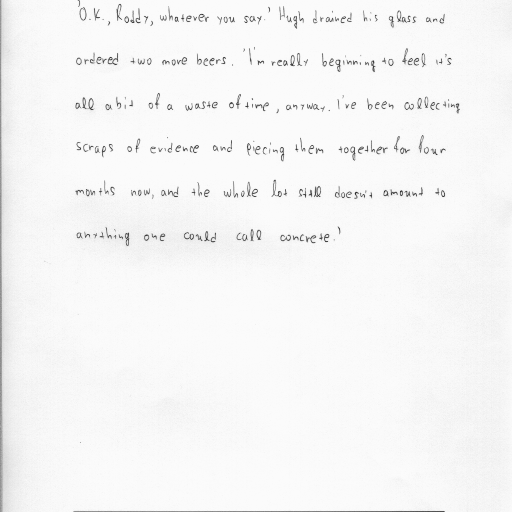 'O.K., Roddy, whatever you say.' Hugh drained his glass and
ordered two more beers. 'I'm really beginning to feel it's
all a bit of a waste of time, anyway. I've been collecting
scraps of evidence and piecing them together for four
months now, and the whole lot still doesn't amount to
anything one could call concrete.'